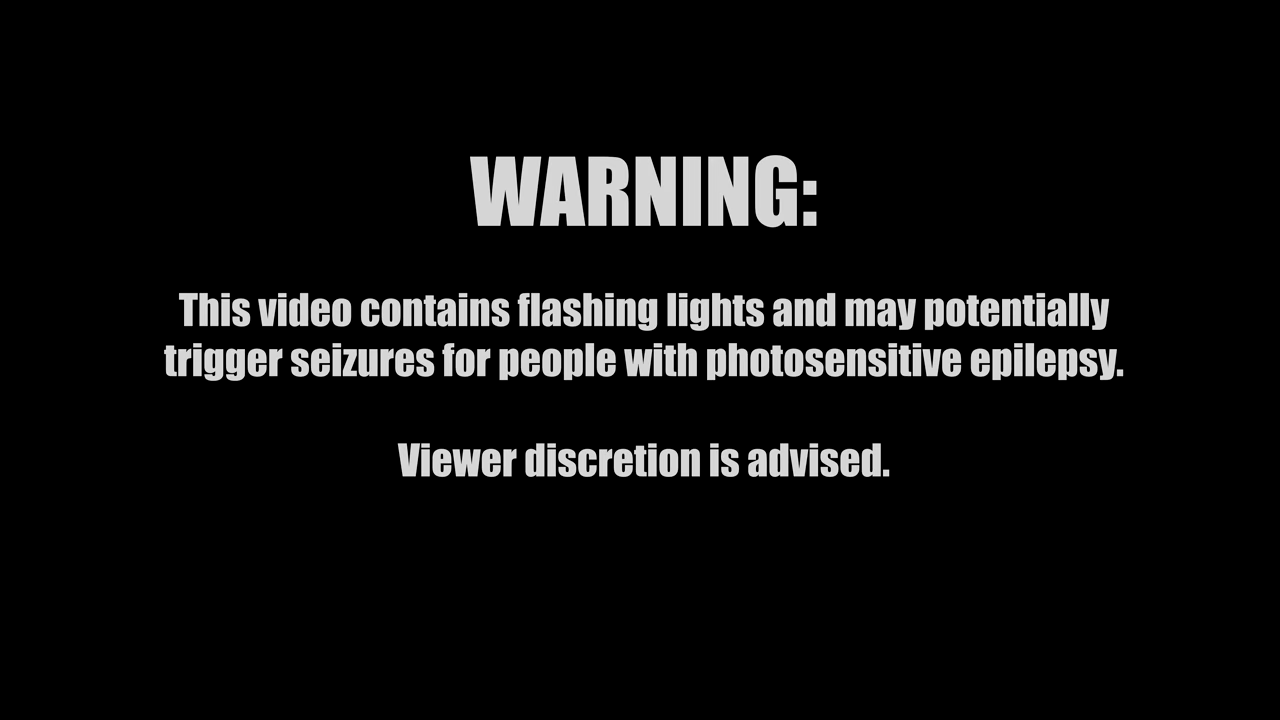 WARNING:
This video contains flashing lights and may potentially
trigger seizures for people with photosensitive epilepsy.
Viewer discretion is advised.